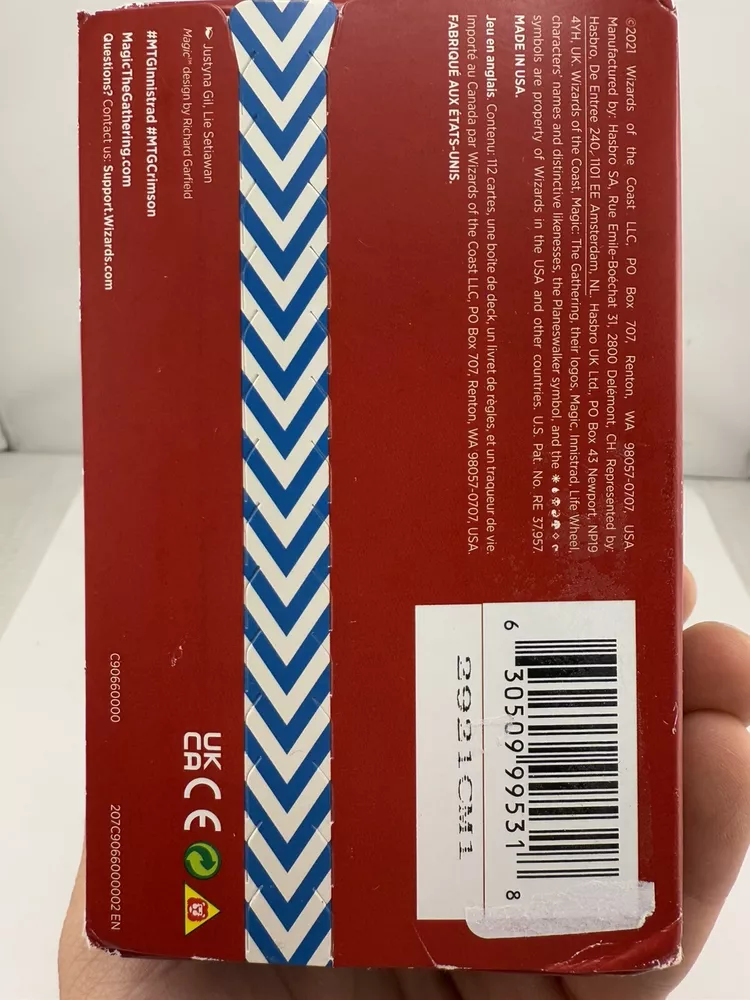 ©2021 Wizards of the Coast LLC, PO Box 707, Renton, WA 98057-0707, USA.
Manufactured by: Hasbro SA, Rue Emile-Boéchat 31, 2800 Delémont, CH. Represented by:
Hasbro, De Entree 240, 1101 EE Amsterdam, NL. Hasbro UK Ltd., PO Box 43 Newport, NP19
4YH, UK. Wizards of the Coast, Magic: The Gathering, their logos, Magic, Innistrad, Life Wheel,
characters' names and distinctive likenesses, the Planeswalker symbol, and the
symbols are property of Wizards in the USA and other countries. U.S. Pat. No. RE 37,957.
MADE IN USA.
Jeu en anglais. Contenu: 112 cartes, une boîte de deck, un livret de règles, et un traqueur de vie.
Importé au Canada par Wizards of the Coast LLC, PO Box 707, Renton, WA 98057-0707, USA.
FABRIQUÉ AUX ÉTATS-UNIS.
6 30509 99531 8
2921CM1
Justyna Gil, Lie Setiawan
Magic™ design by Richard Garfield
#MTGInnistrad #MTGCrimson
MagicTheGathering.com
Questions? Contact us: Support.Wizards.com
UK
CA CE
C90660000
207C9066000002 EN